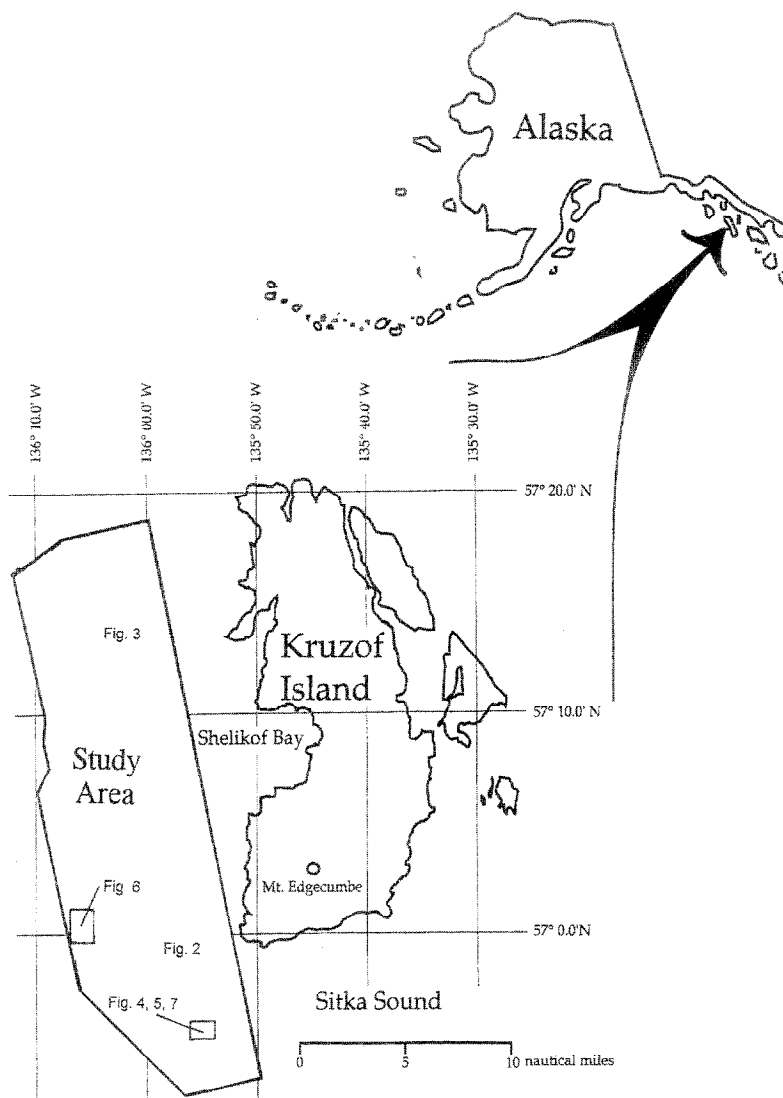 Alaska
136° 10.0' W
136° 00.0' W
135° 50.0' W
135° 40.0' W
135° 30.0' W
57° 20.0' N
Fig. 3
Kruzof
Island
57° 10.0' N
Shelikof Bay
Study
Area
Mt. Edgecumbe
Fig 6
57° 0.0'N
Fig. 2
Fig. 4, 5, 7
Sitka Sound
0 5 10 nautical miles